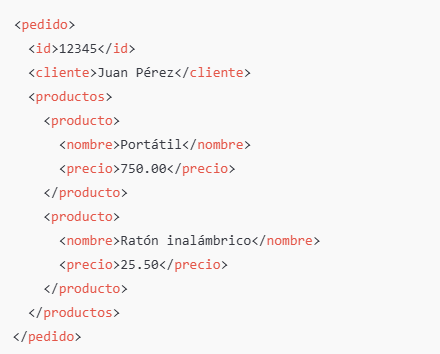 <pedido>
  <id>12345</id>
  <cliente>Juan Pérez</cliente>
  <productos>
    <producto>
      <nombre>Portátil</nombre>
      <precio>750.00</precio>
    </producto>
    <producto>
      <nombre>Ratón inalámbrico</nombre>
      <precio>25.50</precio>
    </producto>
  </productos>
</pedido>